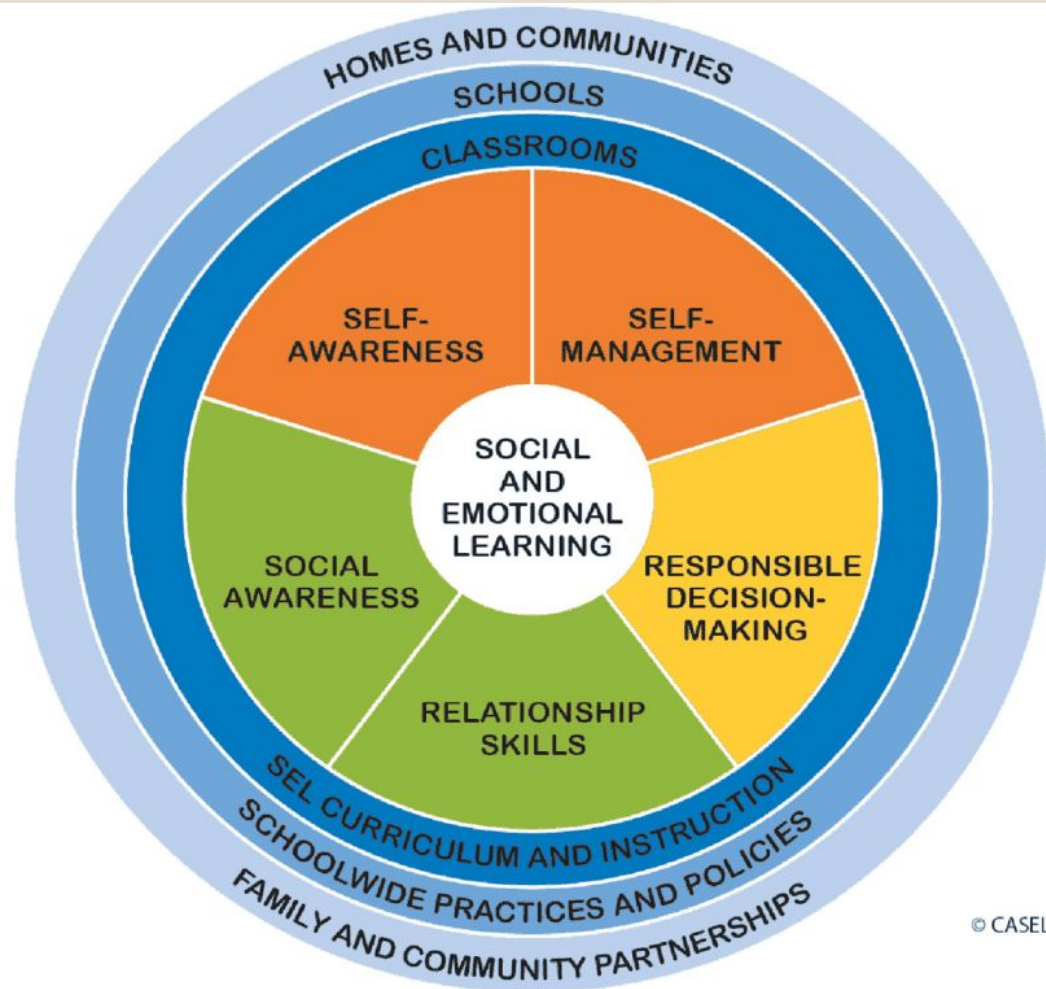 HOMES AND COMMUNITIES
SCHOOLS
CLASSROOMS
SELF-
AWARENESS
SELF-
MANAGEMENT
SOCIAL
AND
EMOTIONAL
LEARNING
SOCIAL
AWARENESS
RESPONSIBLE
DECISION-
MAKING
RELATIONSHIP
SKILLS
SEL CURRICULUM AND INSTRUCTION
SCHOOLWIDE PRACTICES AND POLICIES
FAMILY AND COMMUNITY PARTNERSHIPS
© CASEL